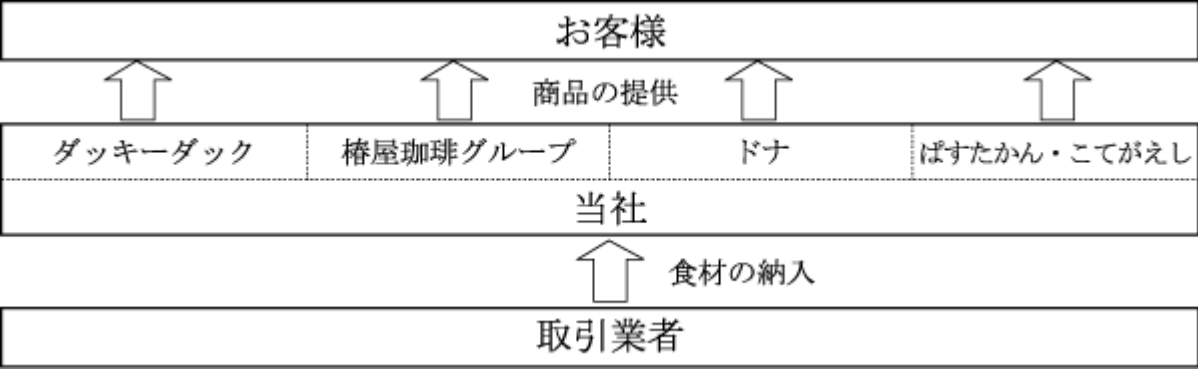 お客様
商品の提供
ダッキーダック 椿屋珈琲グループ ドナ ぱすたかん・こてがえし
当社
食材の納入
取引業者